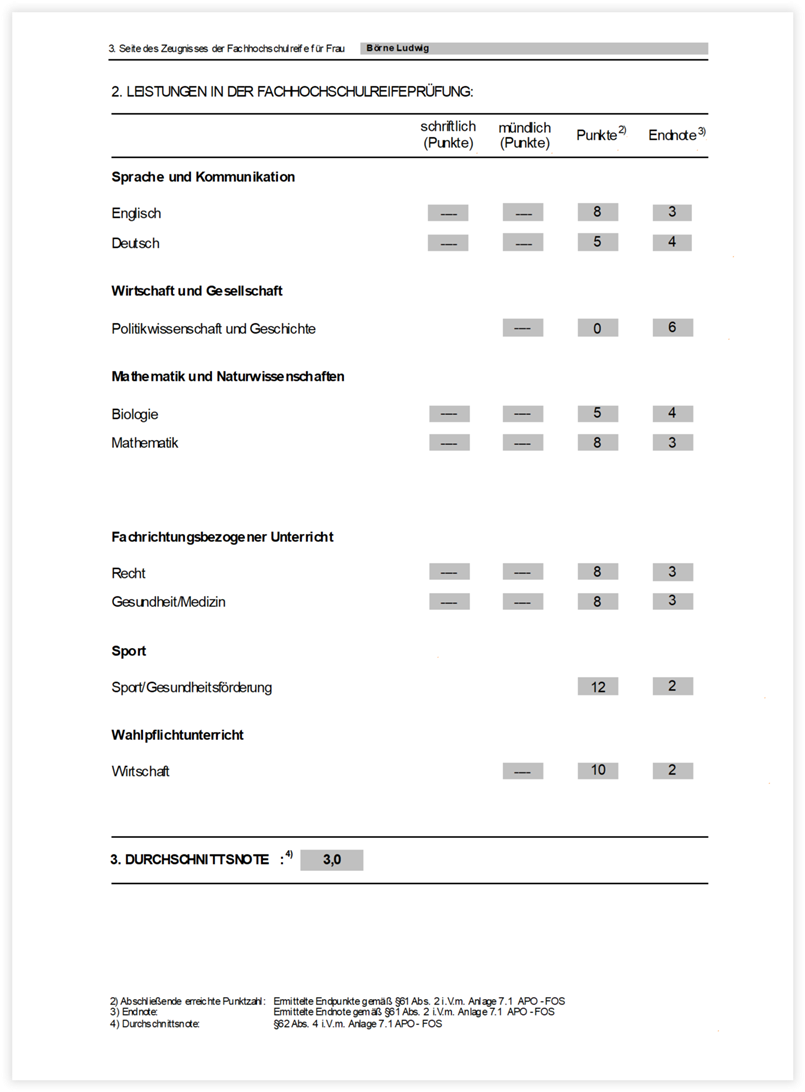 3. Seite des Zeugnisses der Fachhochschulreife für Frau Börne Ludwig
2. LEISTUNGEN IN DER FACHHOCHSCHULREIFEPRÜFUNG:
schriftlich (Punkte) mündlich (Punkte) Punkte2) Endnote3)
Sprache und Kommunikation
Englisch ---- ---- 8 3
Deutsch ---- ---- 5 4
Wirtschaft und Gesellschaft
Politikwissenschaft und Geschichte ---- 0 6
Mathematik und Naturwissenschaften
Biologie ---- ---- 5 4
Mathematik ---- ---- 8 3
Fachrichtungsbezogener Unterricht
Recht ---- ---- 8 3
Gesundheit/Medizin ---- ---- 8 3
Sport
Sport/Gesundheitsförderung 12 2
Wahlpflichtunterricht
Wirtschaft ---- 10 2
3. DURCHSCHNITTSNOTE :4) 3,0
2) Abschließende erreichte Punktzahl: Ermittelte Endpunkte gemäß §61 Abs. 2 i.V.m. Anlage 7.1 APO - FOS
3) Endnote: Ermittelte Endnote gemäß §61 Abs. 2 i.V.m. Anlage 7.1 APO - FOS
4) Durchschnittsnote: §62 Abs. 4 i.V.m. Anlage 7.1 APO - FOS